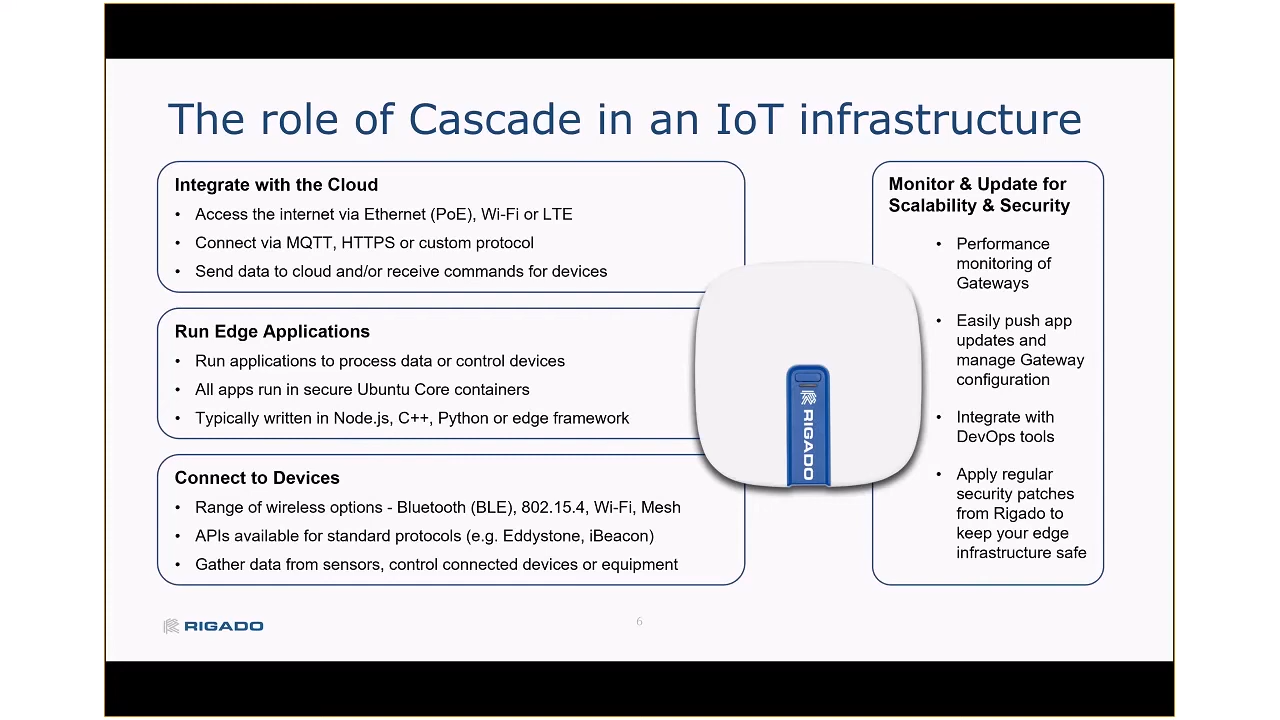 The role of Cascade in an IoT infrastructure
Integrate with the Cloud
• Access the internet via Ethernet (PoE), Wi-Fi or LTE
• Connect via MQTT, HTTPS or custom protocol
• Send data to cloud and/or receive commands for devices
Run Edge Applications
• Run applications to process data or control devices
• All apps run in secure Ubuntu Core containers
• Typically written in Node.js, C++, Python or edge framework
Connect to Devices
• Range of wireless options - Bluetooth (BLE), 802.15.4, Wi-Fi, Mesh
• APIs available for standard protocols (e.g. Eddystone, iBeacon)
• Gather data from sensors, control connected devices or equipment
RIGADO
Monitor & Update for
Scalability & Security
• Performance
monitoring of
Gateways
• Easily push app
updates and
manage Gateway
configuration
• Integrate with
DevOps tools
• Apply regular
security patches
from Rigado to
keep your edge
infrastructure safe
RIGADO
6